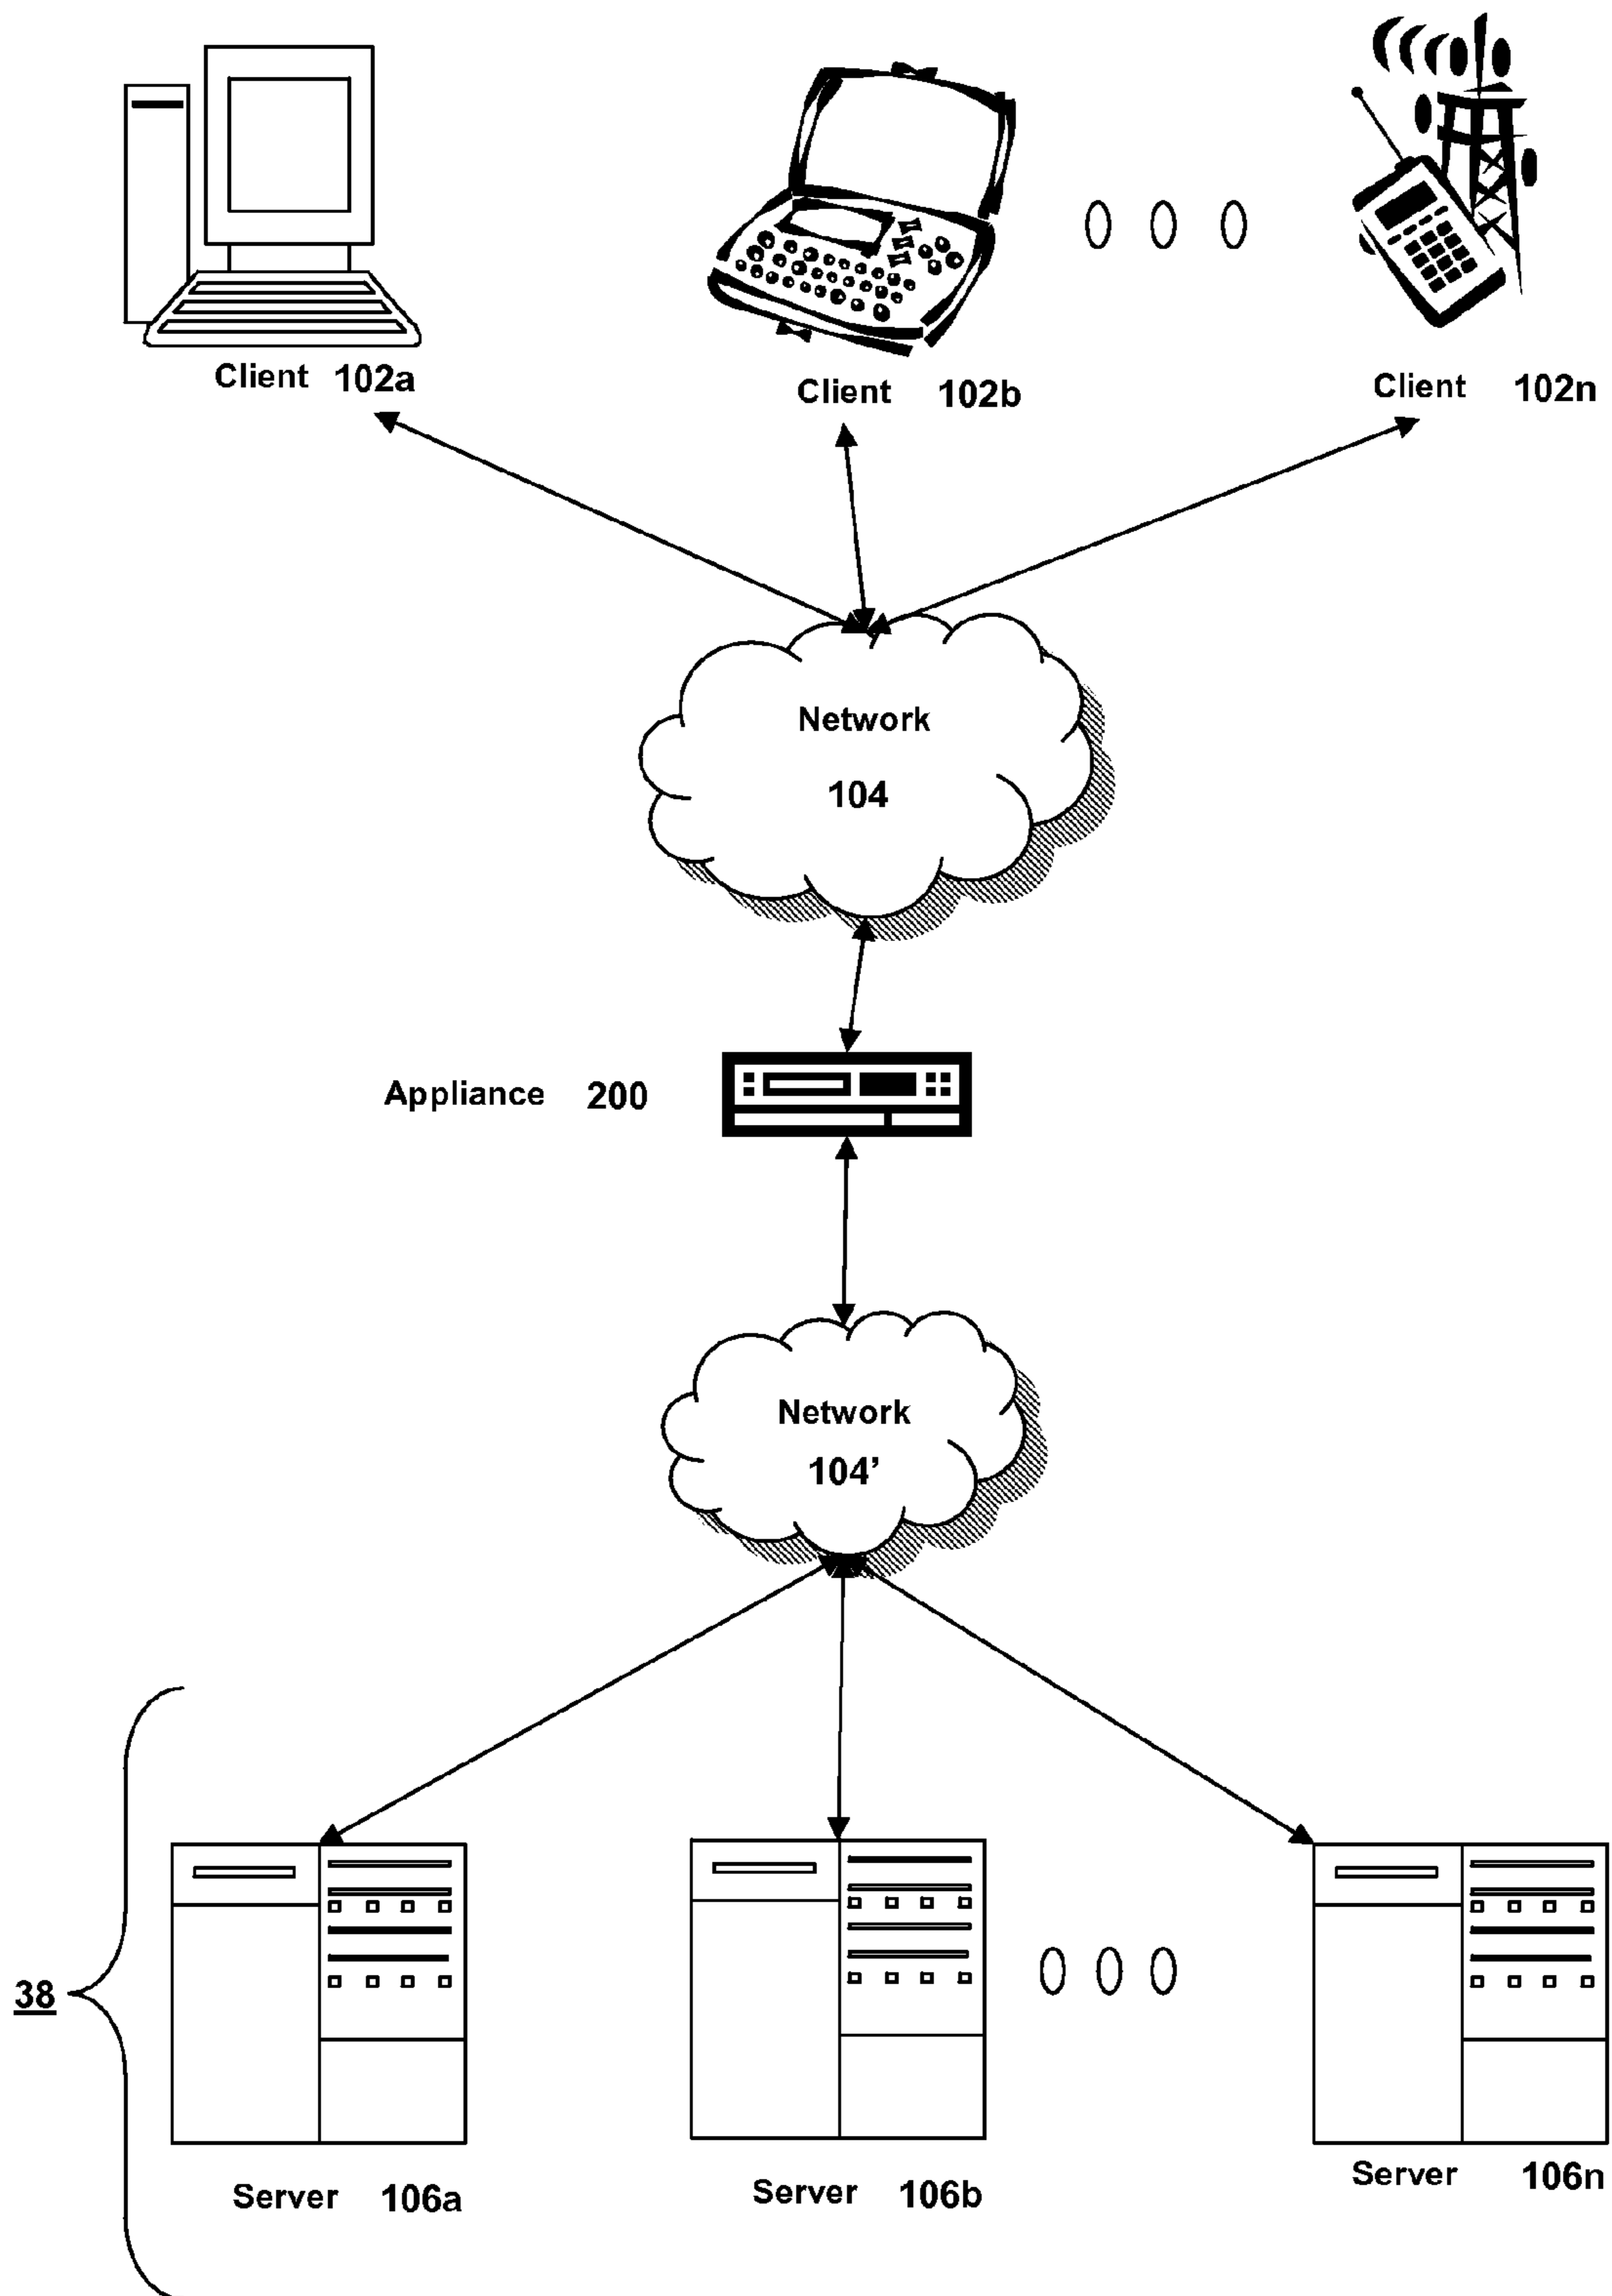 Client 102a
Client 102b
Client 102n
Network
104
Appliance 200
Network
104’
38
Server 106a
Server 106b
Server 106n